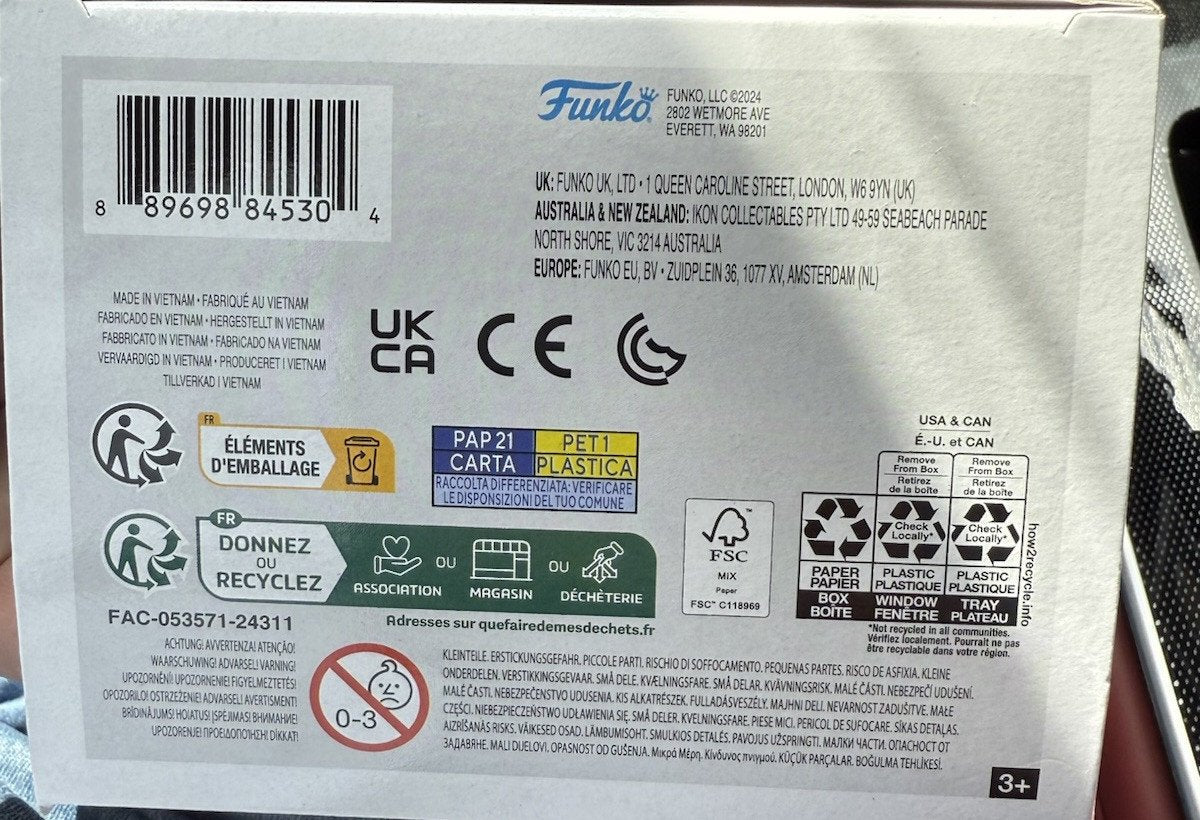 8 89698 84530 4
Funko
FUNKO, LLC ©2024
2802 WETMORE AVE
EVERETT, WA 98201
UK: FUNKO UK, LTD • 1 QUEEN CAROLINE STREET, LONDON, W6 9YN (UK)
AUSTRALIA & NEW ZEALAND: IKON COLLECTABLES PTY LTD 49-59 SEABEACH PARADE
NORTH SHORE, VIC 3214 AUSTRALIA
EUROPE: FUNKO EU, BV • ZUIDPLEIN 36, 1077 XV, AMSTERDAM (NL)
MADE IN VIETNAM • FABRIQUÉ AU VIETNAM
FABRICADO EN VIETNAM • HERGESTELLT IN VIETNAM
FABBRICATO IN VIETNAM • FABRICADO NA VIETNAM
VERVAARDIGD IN VIETNAM • PRODUCERET I VIETNAM
TILLVERKAD I VIETNAM
UK
CA
CE
FR
ÉLÉMENTS
D'EMBALLAGE
PAP 21
PET 1
CARTA
PLASTICA
RACCOLTA DIFFERENZIATA: VERIFICARE
LE DISPONSIZIONI DEL TUO COMUNE
FR
DONNEZ
OU
RECYCLEZ
ASSOCIATION
OU
MAGASIN
OU
DÉCHÈTERIE
Adresses sur quefairedemesdechets.fr
FSC
MIX
Paper
FSC™ C118969
USA & CAN
É.-U. et CAN
Remove
From Box
Retirez
de la boîte
Remove
From Box
Retirez
de la boîte
Check
Locally*
Check
Locally*
PAPER
PAPIER
BOX
BOÎTE
PLASTIC
PLASTIQUE
WINDOW
FENÊTRE
PLASTIC
PLASTIQUE
TRAY
PLATEAU
how2recycle.info
*Not recycled in all communities.
Vérifiez localement. Pourrait ne pas
être recyclable dans votre région.
FAC-053571-24311
ACHTUNG! AVVERTENZA! ATENÇÃO!
WAARSCHUWING! ADVARSEL! VARNING!
UPOZORNĚNÍ! UPOZORNENIE! FIGYELMEZTETÉS!
OPOZORILO! OSTRZEŻENIE! ADVARSEL! AVERTISMENT!
BRĪDINĀJUMS! HOIATUS! ĮSPĖJIMAS! ВНИМАНИЕ!
UPOZORENJE! ΠΡΟΕΙΔΟΠΟΙΗΣΗ! DİKKAT!
0-3
KLEINTEILE. ERSTICKUNGSGEFAHR. PICCOLE PARTI. RISCHIO DI SOFFOCAMENTO. PEQUENAS PARTES. RISCO DE ASFIXIA. KLEINE
ONDERDELEN. VERSTIKKINGSGEVAAR. SMÅ DELE. KVÆLNINGSFARE. SMÅ DELAR. KVÄVNINGSRISK. MALÉ ČÁSTI. NEBEZPEČÍ UDUŠENÍ.
MALÉ ČASTI. NEBEZPEČENSTVO UDUSENIA. KIS ALKATRÉSZEK. FULLADÁSVESZÉLY. MAJHNI DELI. NEVARNOST ZADUŠITVE. MAŁE
CZĘŚCI. NIEBEZPIECZEŃSTWO UDŁAWIENIA SIĘ. SMÅ DELER. KVELNINGSFARE. PIESE MICI. PERICOL DE SUFOCARE. SĪKAS DETAĻAS.
AIZRĪŠANĀS RISKS. VÄIKESED OSAD. LÄMBUMISOHT. SMULKIOS DETALĖS. PAVOJUS UŽSPRINGTI. МАЛКИ ЧАСТИ. ОПАСНОСТ ОТ
ЗАДАВЯНЕ. MALI DIJELOVI, OPASNOST OD GUŠENJA. Μικρά Μέρη. Κίνδυνος πνιγμού. KÜÇÜK PARÇALAR. BOĞULMA TEHLİKESİ.
3+